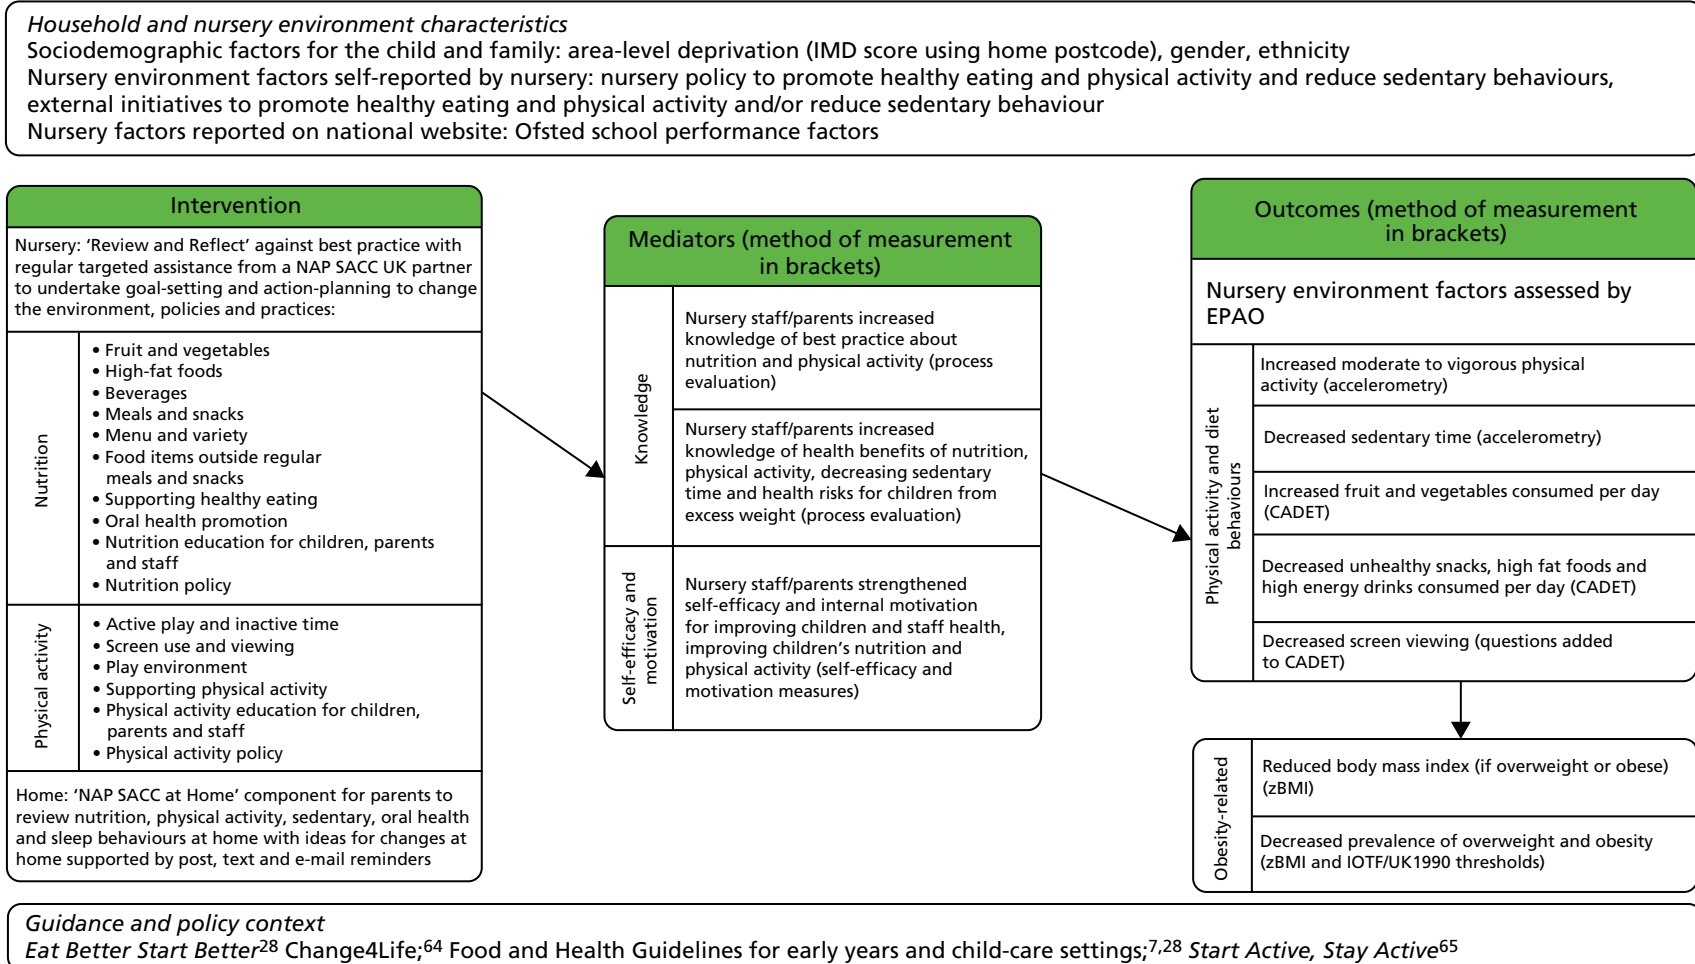 Household and nursery environment characteristics
Sociodemographic factors for the child and family: area-level deprivation (IMD score using home postcode), gender, ethnicity
Nursery environment factors self-reported by nursery: nursery policy to promote healthy eating and physical activity and reduce sedentary behaviours,
external initiatives to promote healthy eating and physical activity and/or reduce sedentary behaviour
Nursery factors reported on national website: Ofsted school performance factors
Intervention
Nursery: ‘Review and Reflect’ against best practice with
regular targeted assistance from a NAP SACC UK partner
to undertake goal-setting and action-planning to change
the environment, policies and practices:
Nutrition
• Fruit and vegetables
• High-fat foods
• Beverages
• Meals and snacks
• Menu and variety
• Food items outside regular
meals and snacks
• Supporting healthy eating
• Oral health promotion
• Nutrition education for children, parents
and staff
• Nutrition policy
Physical activity
• Active play and inactive time
• Screen use and viewing
• Play environment
• Supporting physical activity
• Physical activity education for children,
parents and staff
• Physical activity policy
Home: ‘NAP SACC at Home’ component for parents to
review nutrition, physical activity, sedentary, oral health
and sleep behaviours at home with ideas for changes at
home supported by post, text and e-mail reminders
Mediators (method of measurement
in brackets)
Knowledge
Nursery staff/parents increased
knowledge of best practice about
nutrition and physical activity (process
evaluation)
Nursery staff/parents increased
knowledge of health benefits of nutrition,
physical activity, decreasing sedentary
time and health risks for children from
excess weight (process evaluation)
Self-efficacy and
motivation
Nursery staff/parents strengthened
self-efficacy and internal motivation
for improving children and staff health,
improving children’s nutrition and
physical activity (self-efficacy and
motivation measures)
Outcomes (method of measurement
in brackets)
Nursery environment factors assessed by
EPAO
Physical activity and diet
behaviours
Increased moderate to vigorous physical
activity (accelerometry)
Decreased sedentary time (accelerometry)
Increased fruit and vegetables consumed per day
(CADET)
Decreased unhealthy snacks, high fat foods and
high energy drinks consumed per day (CADET)
Decreased screen viewing (questions added
to CADET)
Obesity-related
Reduced body mass index (if overweight or obese)
(zBMI)
Decreased prevalence of overweight and obesity
(zBMI and IOTF/UK1990 thresholds)
Guidance and policy context
Eat Better Start Better28 Change4Life;64 Food and Health Guidelines for early years and child-care settings;7,28 Start Active, Stay Active65